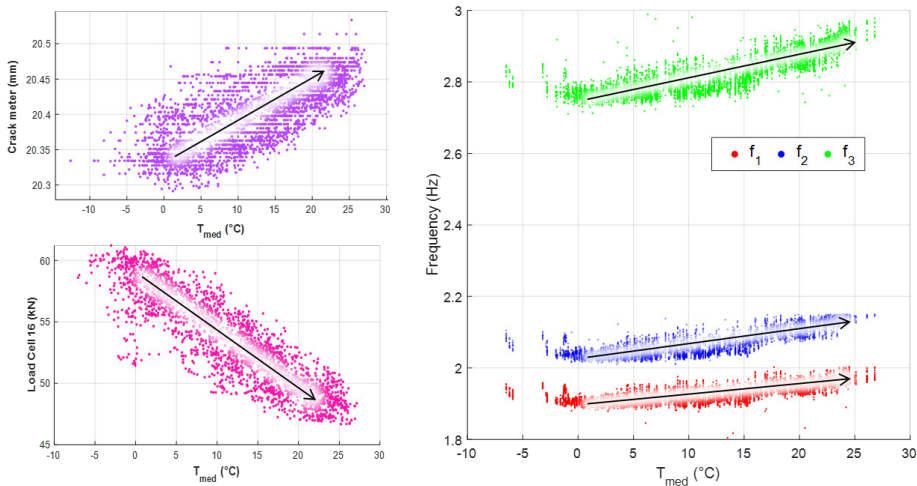 20.5
20.45
20.4
20.35
20.3
Crack meter (mm)
-10 -5 0 5 10 15 20 25 30
T_med (°C)
60
55
50
45
Load Cell 16 (kN)
-10 -5 0 5 10 15 20 25 30
T_med (°C)
3
2.8
2.6
2.4
2.2
2
1.8
Frequency (Hz)
f_1 f_2 f_3
-10 -5 0 5 10 15 20 25 30
T_med (°C)